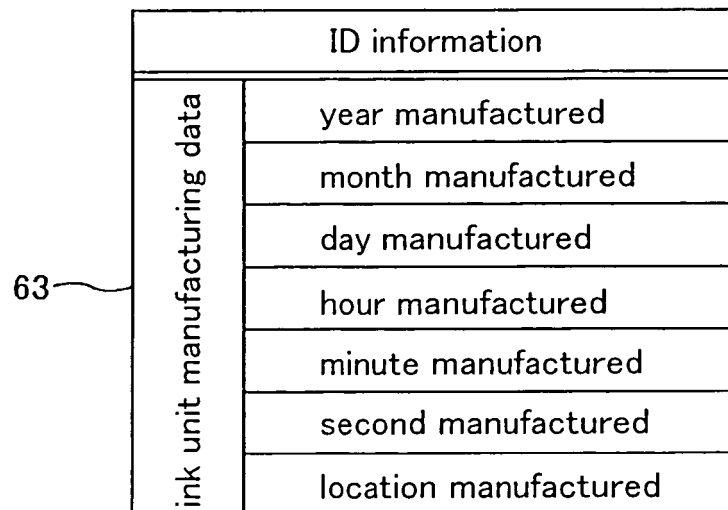 ID information
ink unit manufacturing data
year manufactured
month manufactured
day manufactured
hour manufactured
minute manufactured
second manufactured
location manufactured
63